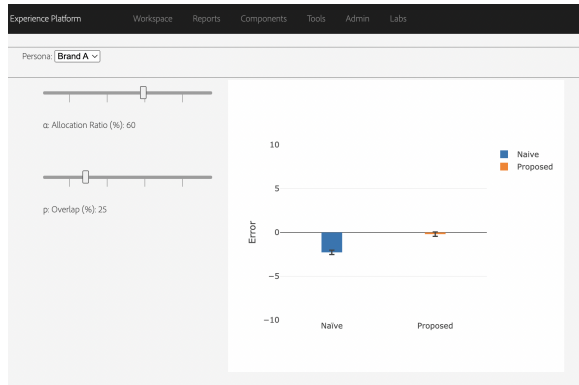 Experience Platform Workspace Reports Components Tools Admin Labs
Persona: Brand A
α: Allocation Ratio (%): 60
p: Overlap (%): 25
10
5
0
−5
−10
Error
Naïve
Proposed
Naive
Proposed